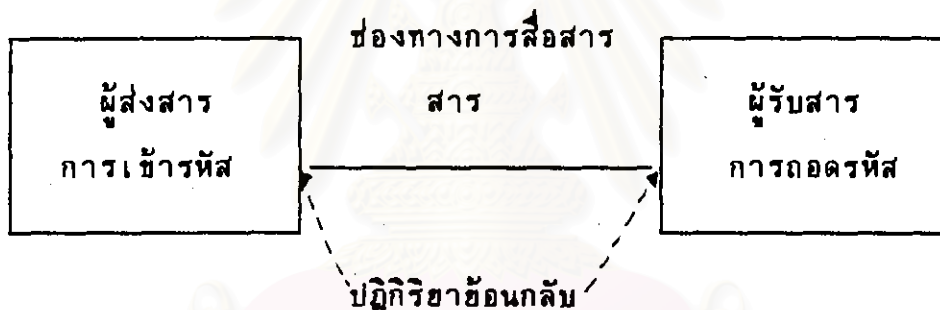 ช่องทางการสื่อสาร
ผู้ส่งสาร
สาร
ผู้รับสาร
การเข้ารหัส
การถอดรหัส
ปฏิกิริยาย้อนกลับ